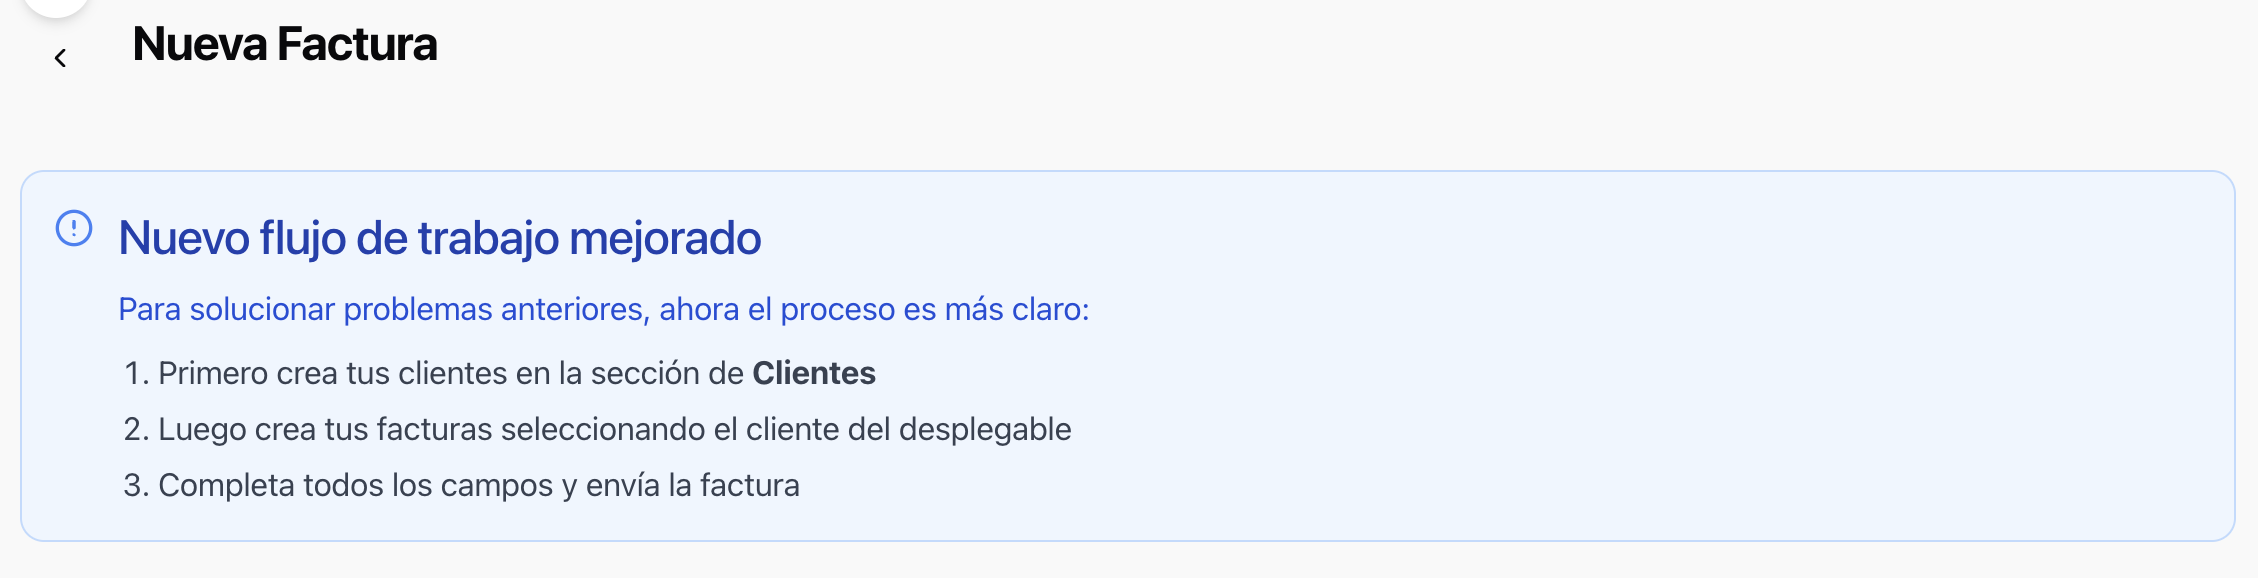 Nueva Factura
Nuevo flujo de trabajo mejorado
Para solucionar problemas anteriores, ahora el proceso es más claro:
1. Primero crea tus clientes en la sección de Clientes
2. Luego crea tus facturas seleccionando el cliente del desplegable
3. Completa todos los campos y envía la factura